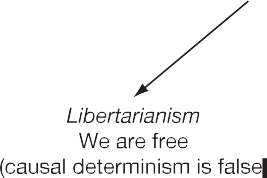 Libertarianism
We are free
(causal determinism is false